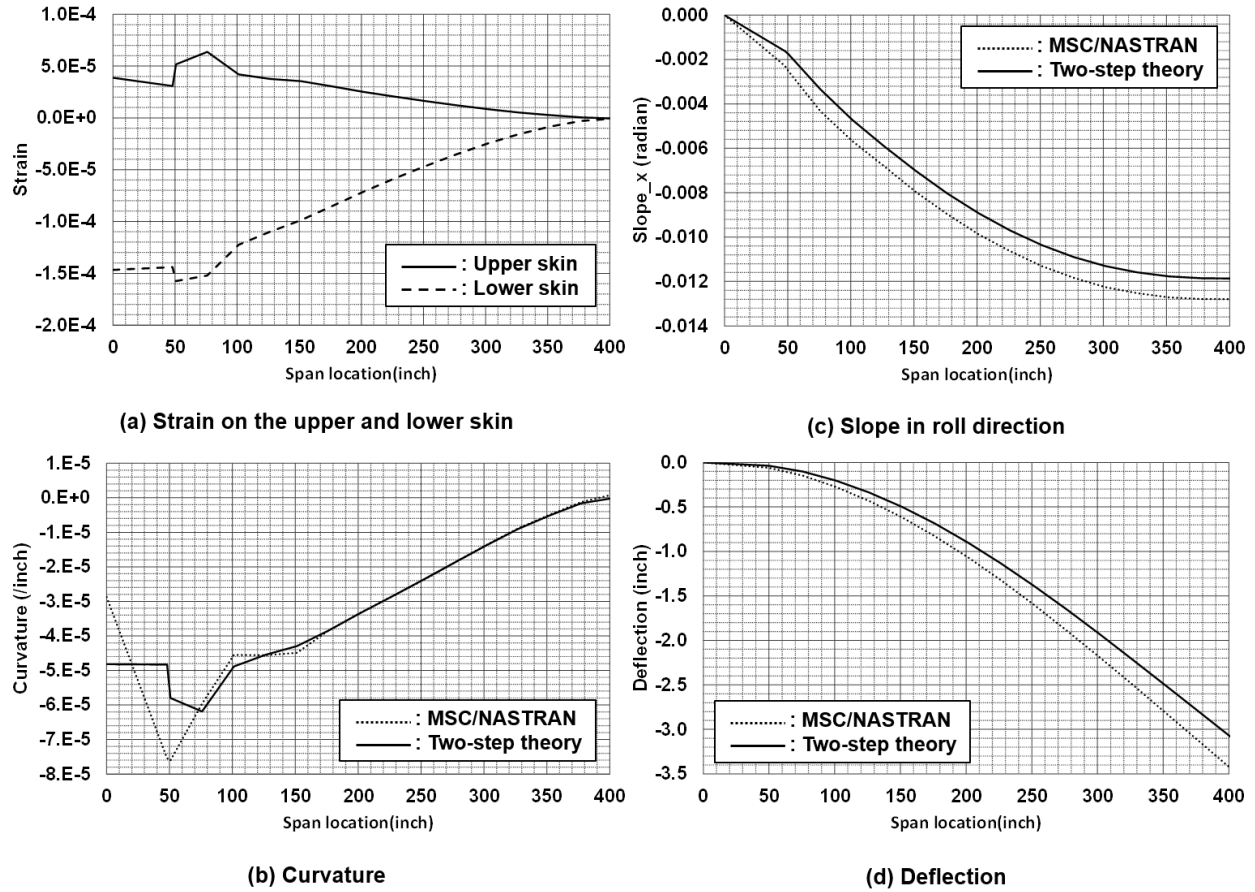 1.0E-4
5.0E-5
0.0E+0
-5.0E-5
-1.0E-4
-1.5E-4
-2.0E-4
Strain
: Upper skin
: Lower skin
0 50 100 150 200 250 300 350 400
Span location(inch)
(a) Strain on the upper and lower skin
0.000
-0.002
-0.004
-0.006
-0.008
-0.010
-0.012
-0.014
Slope_x (radian)
: MSC/NASTRAN
: Two-step theory
0 50 100 150 200 250 300 350 400
Span location(inch)
(c) Slope in roll direction
1.E-5
0.E+0
-1.E-5
-2.E-5
-3.E-5
-4.E-5
-5.E-5
-6.E-5
-7.E-5
-8.E-5
Curvature (/inch)
: MSC/NASTRAN
: Two-step theory
0 50 100 150 200 250 300 350 400
Span location(inch)
(b) Curvature
0.0
-0.5
-1.0
-1.5
-2.0
-2.5
-3.0
-3.5
Deflection (inch)
: MSC/NASTRAN
: Two-step theory
0 50 100 150 200 250 300 350 400
Span location(inch)
(d) Deflection